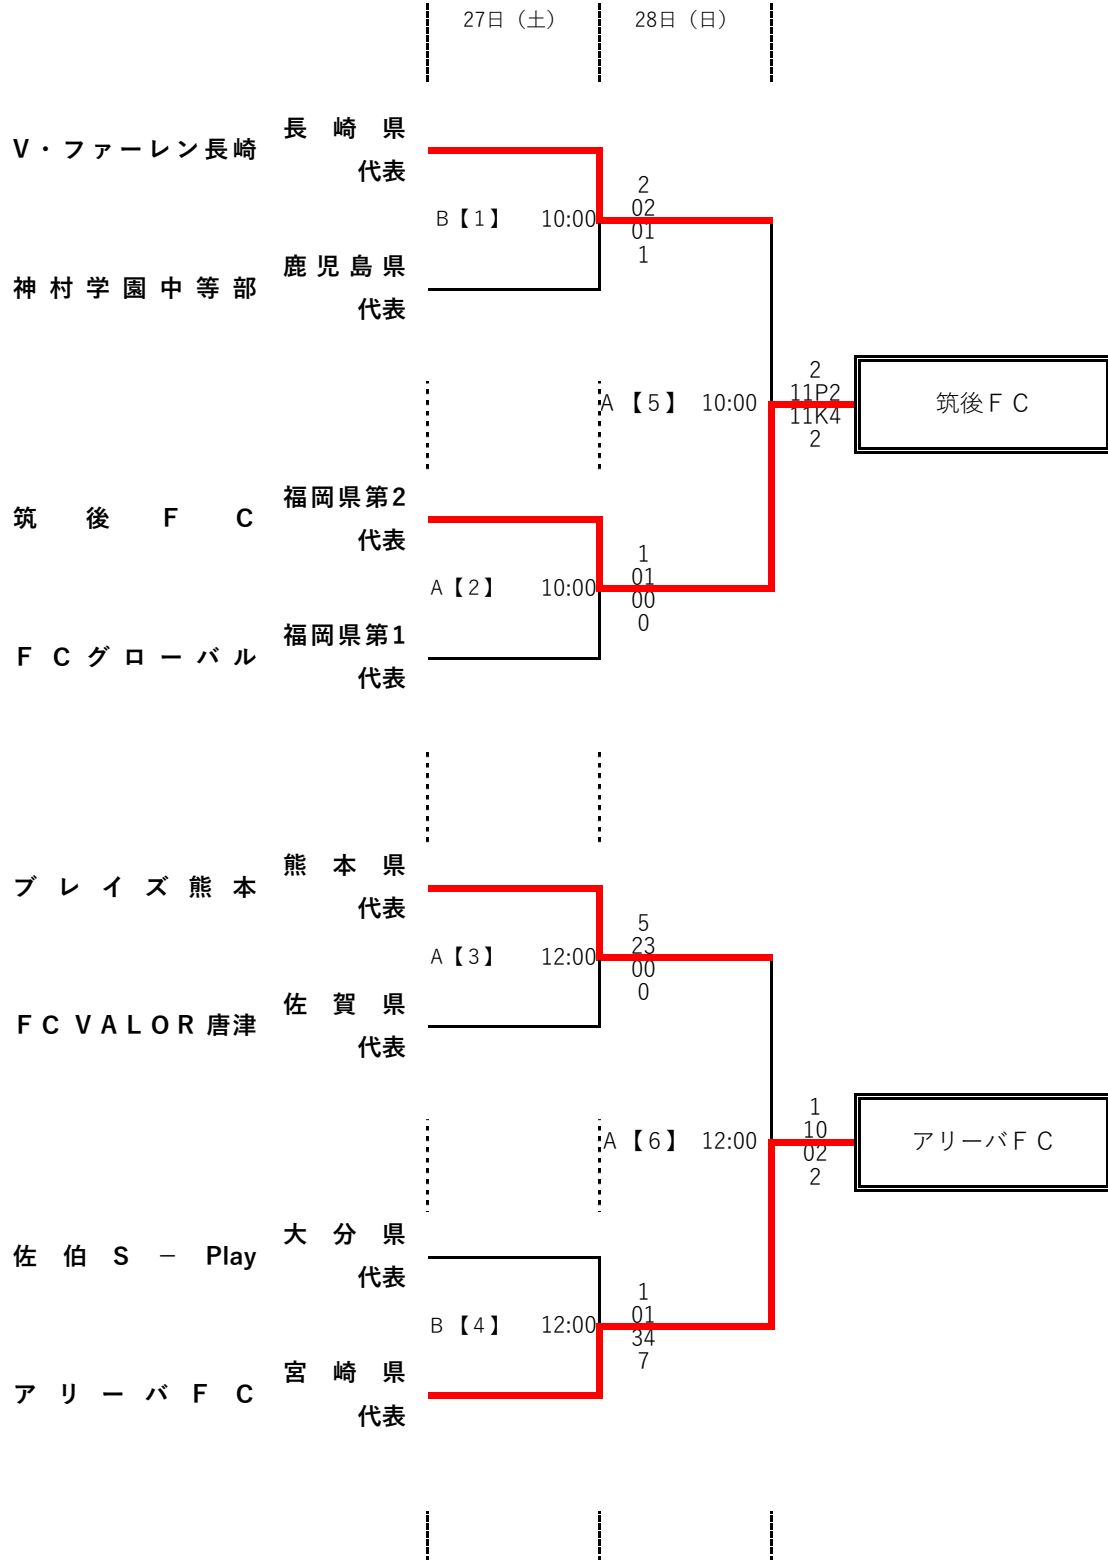 27日（土） 28日（日）
長崎県
V・ファーレン長崎
代表
2
02
B【1】 10:00
01
1
鹿児島県
神村学園中等部
代表
2
11P2
A【5】 10:00
筑後ＦＣ
11K4
2
福岡県第2
筑後ＦＣ
代表
1
01
A【2】 10:00
00
0
福岡県第1
ＦＣグローバル
代表
熊本県
ブレイズ熊本
代表
5
23
A【3】 12:00
00
0
佐賀県
ＦＣ ＶＡＬＯＲ唐津
代表
1
10
A【6】 12:00
アリーバＦＣ
02
2
大分県
佐伯S－Play
代表
1
01
B【4】 12:00
34
7
宮崎県
アリーバＦＣ
代表